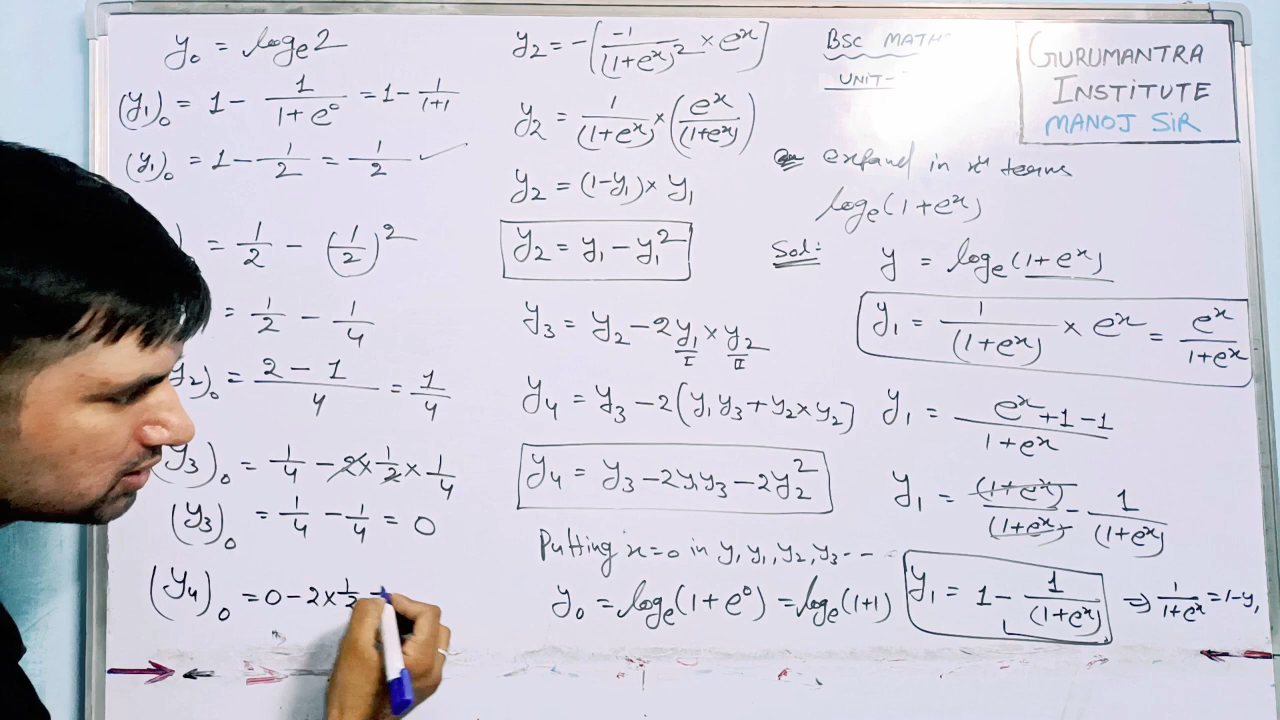 GURUMANTRA
INSTITUTE
MANOJ SIR
BSC MATH
UNIT-
expand in xⁿ terms
logₑ(1+eˣ)
Sol:
y = logₑ(1+eˣ)
y₁ = 1/(1+eˣ) × eˣ = eˣ/1+eˣ
y₁ = eˣ+1-1/1+eˣ
y₁ = (1+eˣ)/(1+eˣ) - 1/(1+eˣ)
y₁ = 1- 1/(1+eˣ) ⇒ 1/1+eˣ = 1-y₁
y₂ = -[-1/(1+eˣ)² × eˣ]
y₂ = 1/(1+eˣ) × (eˣ/(1+eˣ))
y₂ = (1-y₁) × y₁
y₂ = y₁ - y₁²
y₃ = y₂ - 2y₁ × y₂
I II
y₄ = y₃ - 2(y₁y₃ + y₂×y₂)
y₄ = y₃ - 2y₁y₃ - 2y₂²
Putting x=0 in y, y₁, y₂, y₃ - - -
y₀ = logₑ(1+e⁰) = logₑ(1+1)
y₀ = logₑ2
(y₁)₀ = 1 - 1/1+e⁰ = 1 - 1/1+1
(y₁)₀ = 1 - 1/2 = 1/2
= 1/2 - (1/2)²
= 1/2 - 1/4
y₂)₀ = 2-1/4 = 1/4
(y₃)₀ = 1/4 - 2×1/2×1/4
(y₃)₀ = 1/4 - 1/4 = 0
(y₄)₀ = 0-2×1/2